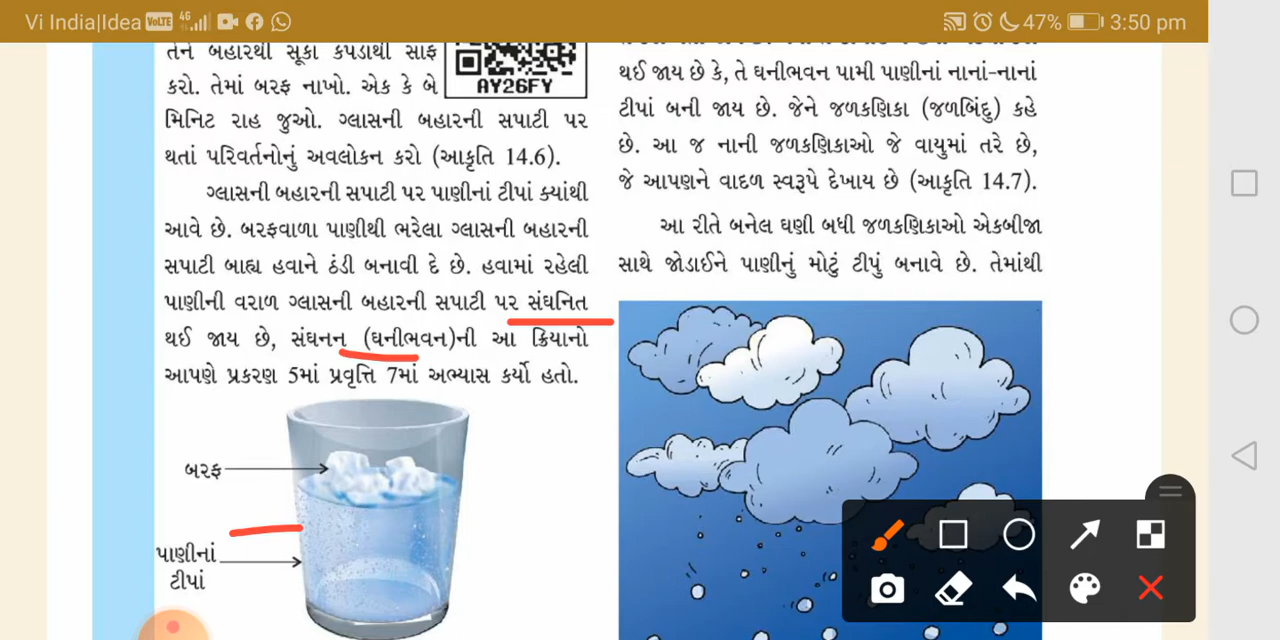 Vi India|Idea VoLTE 4G 47% 3:50 pm
તેને બહારથી સૂકા કપડાથી સાફ
કરો. તેમાં બરફ નાખો. એક કે બે
AY26FY
મિનિટ રાહ જુઓ. ગ્લાસની બહારની સપાટી પર
થતાં પરિવર્તનોનું અવલોકન કરો (આકૃતિ 14.6).
ગ્લાસની બહારની સપાટી પર પાણીનાં ટીપાં ક્યાંથી
આવે છે. બરફવાળા પાણીથી ભરેલા ગ્લાસની બહારની
સપાટી બાહ્ય હવાને ઠંડી બનાવી દે છે. હવામાં રહેલી
પાણીની વરાળ ગ્લાસની બહારની સપાટી પર સંઘનિત
થઈ જાય છે, સંઘનન (ઘનીભવન)ની આ ક્રિયાનો
આપણે પ્રકરણ 5માં પ્રવૃત્તિ 7માં અભ્યાસ કર્યો હતો.
બરફ
પાણીનાં
ટીપાં
થઈ જાય છે કે, તે ઘનીભવન પામી પાણીનાં નાનાં-નાનાં
ટીપાં બની જાય છે. જેને જળકણિકા (જળબિંદુ) કહે
છે. આ જ નાની જળકણિકાઓ જે વાયુમાં તરે છે,
જે આપણને વાદળ સ્વરૂપે દેખાય છે (આકૃતિ 14.7).
આ રીતે બનેલ ઘણી બધી જળકણિકાઓ એકબીજા
સાથે જોડાઈને પાણીનું મોટું ટીપું બનાવે છે. તેમાંથી